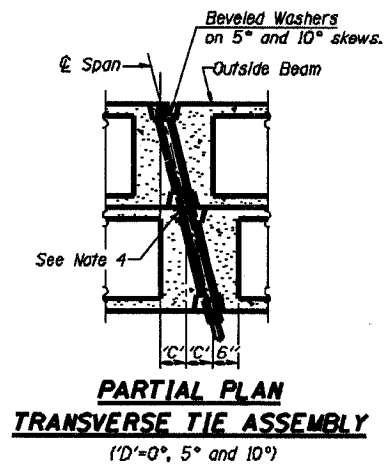 Beveled Washers
on 5° and 10° skews.
℄ Span
Outside Beam
See Note 4
'C' 'C' 6"
PARTIAL PLAN
TRANSVERSE TIE ASSEMBLY
('D'=0°, 5° and 10°)